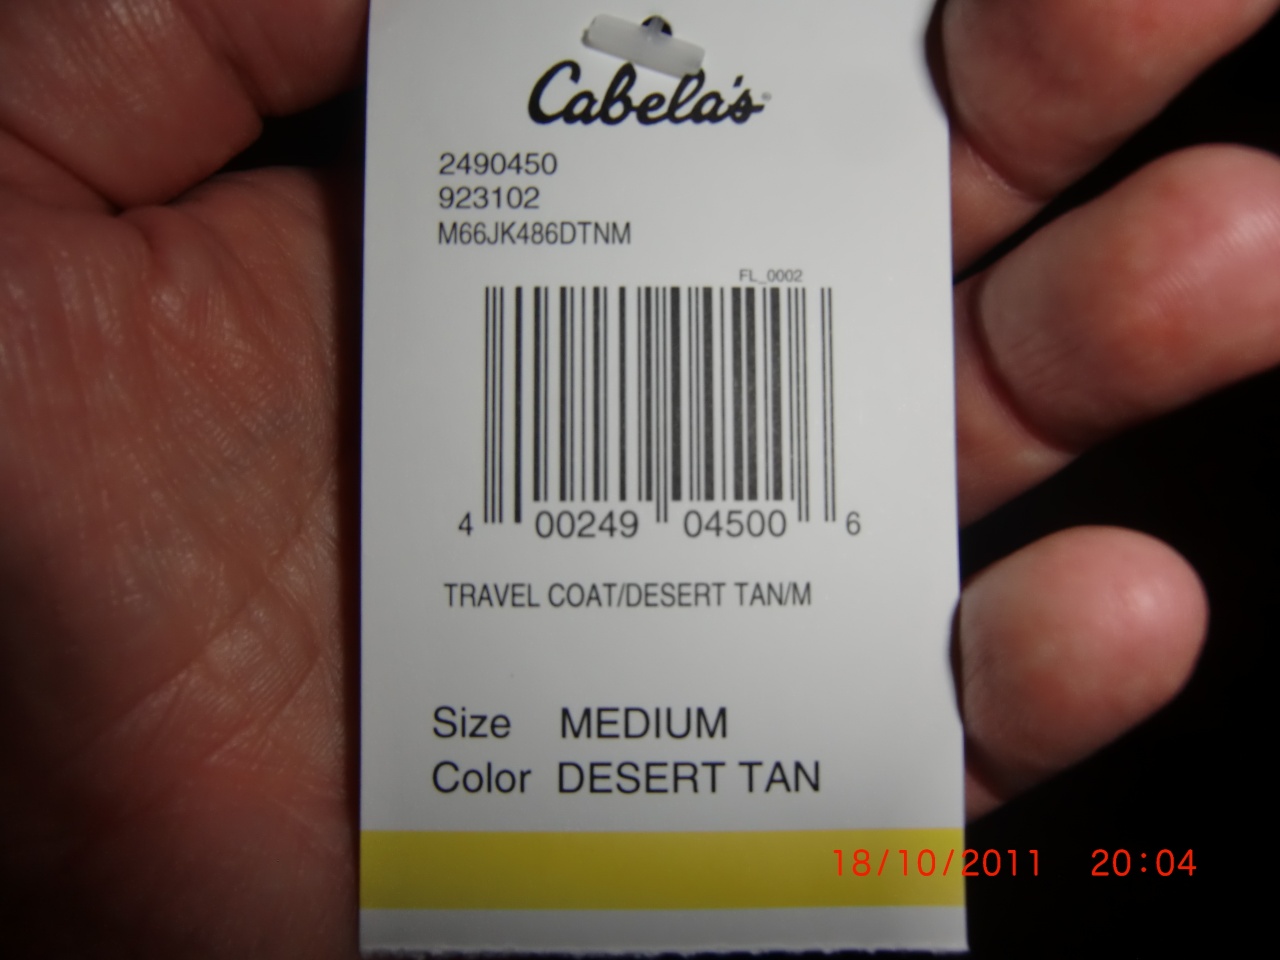 Cabela's®
2490450
923102
M66JK486DTNM
FL_0002
4 00249 04500 6
TRAVEL COAT/DESERT TAN/M
Size MEDIUM
Color DESERT TAN
18/10/2011 20:04